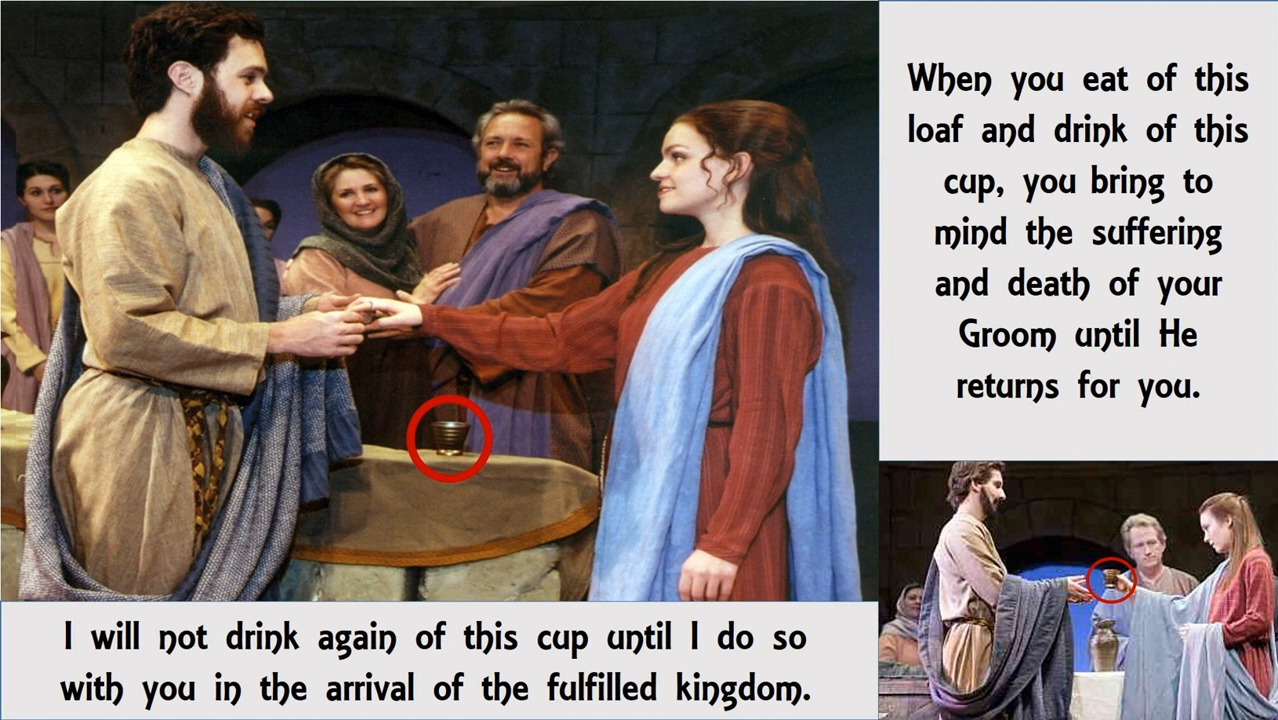 When you eat of this
loaf and drink of this
cup, you bring to
mind the suffering
and death of your
Groom until He
returns for you.
I will not drink again of this cup until I do so
with you in the arrival of the fulfilled kingdom.